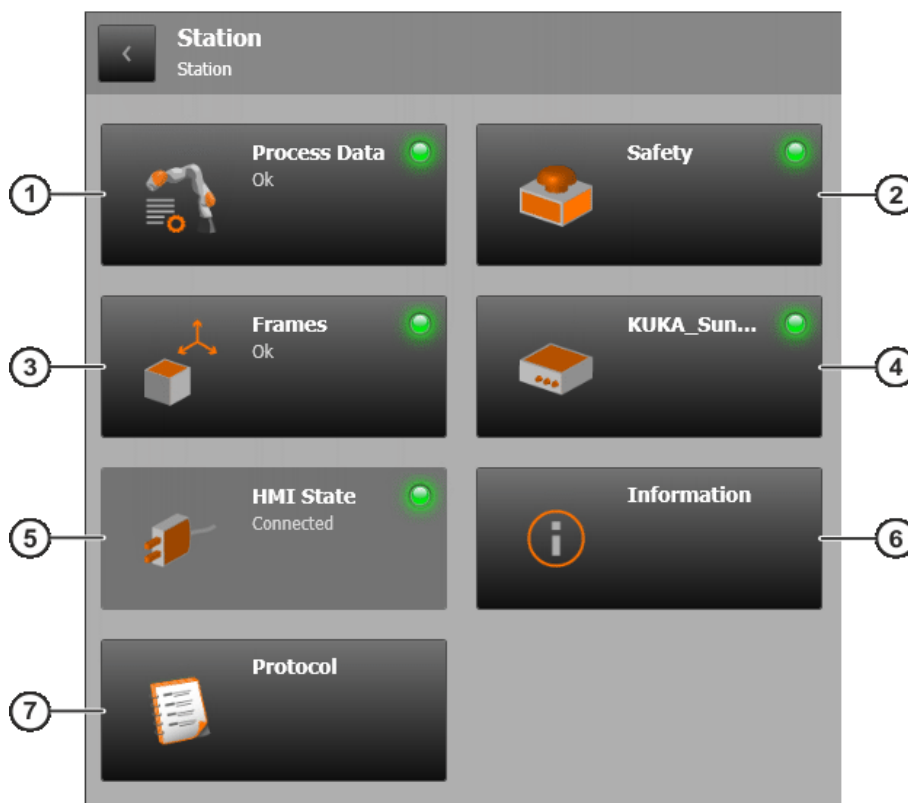 Station
Station
Process Data
Ok
Safety
1
2
Frames
Ok
KUKA_Sun...
3
4
HMI State
Connected
Information
5
6
Protocol
7